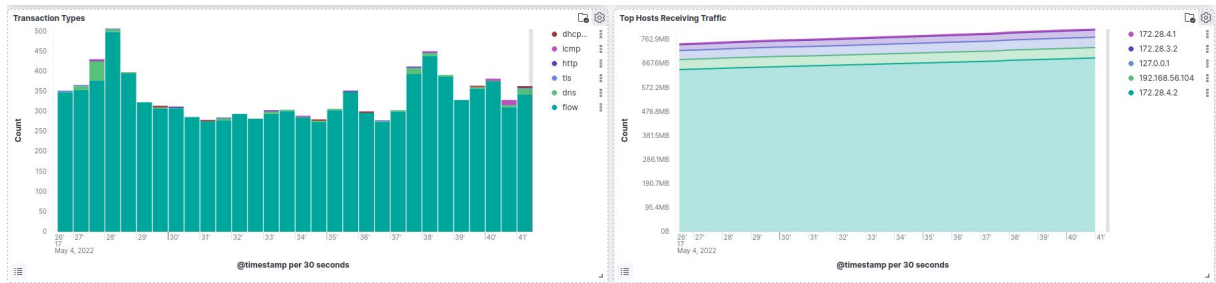 Transaction Types
500
450
400
350
300
250
200
150
100
50
0
Count
26' 27' 28' 29' 30' 31' 32' 33' 34' 35' 36' 37' 38' 39' 40' 41'
17
May 4, 2022
@timestamp per 30 seconds
dhcp...
icmp
http
tls
dns
flow
Top Hosts Receiving Traffic
762.9MB
667.6MB
572.2MB
476.8MB
381.5MB
286.1MB
190.7MB
95.4MB
0B
Count
26' 27' 28' 29' 30' 31' 32' 33' 34' 35' 36' 37' 38' 39' 40' 41'
17
May 4, 2022
@timestamp per 30 seconds
172.28.4.1
172.28.3.2
127.0.0.1
192.168.56.104
172.28.4.2